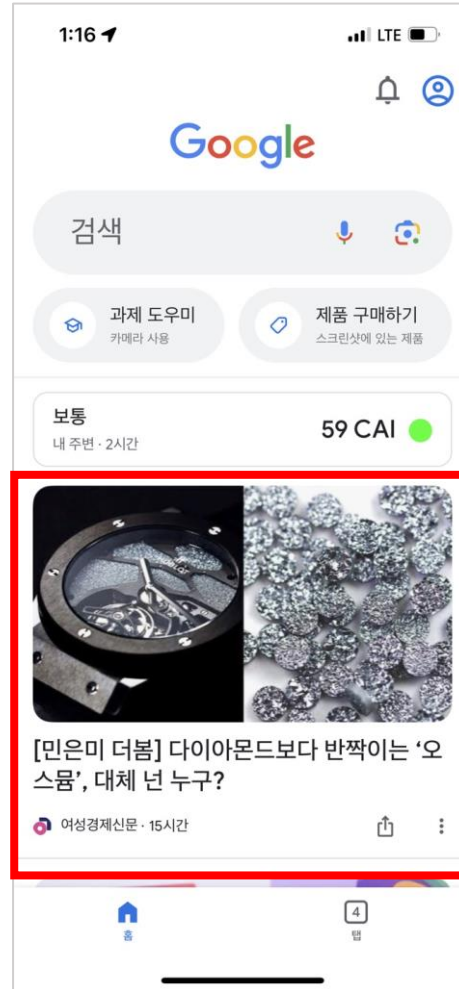 1:16
LTE
Google
검색
과제 도우미
카메라 사용
제품 구매하기
스크린샷에 있는 제품
보통
내 주변 · 2시간
59 CAI
[민은미 더봄] 다이아몬드보다 반짝이는 ‘오
스뮴’, 대체 넌 누구?
여성경제신문 · 15시간
홈
4
탭